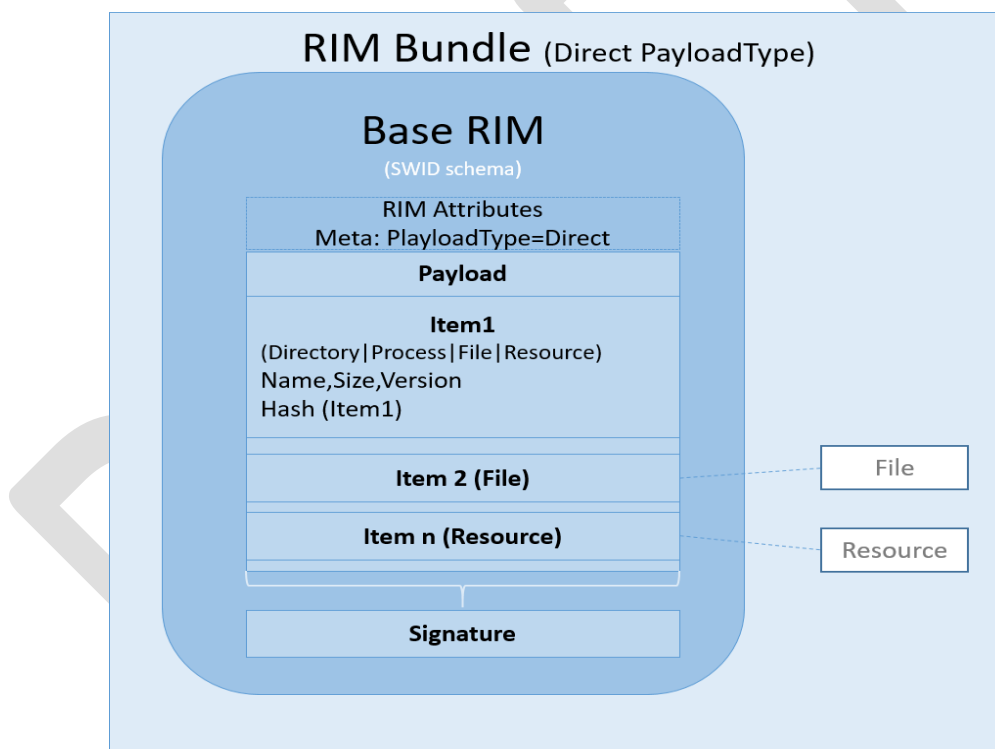 RIM Bundle (Direct PayloadType)
Base RIM
(SWID schema)
RIM Attributes
Meta: PlayloadType=Direct
Payload
Item1
(Directory|Process|File|Resource)
Name,Size,Version
Hash (Item1)
Item 2 (File)
File
Item n (Resource)
Resource
Signature